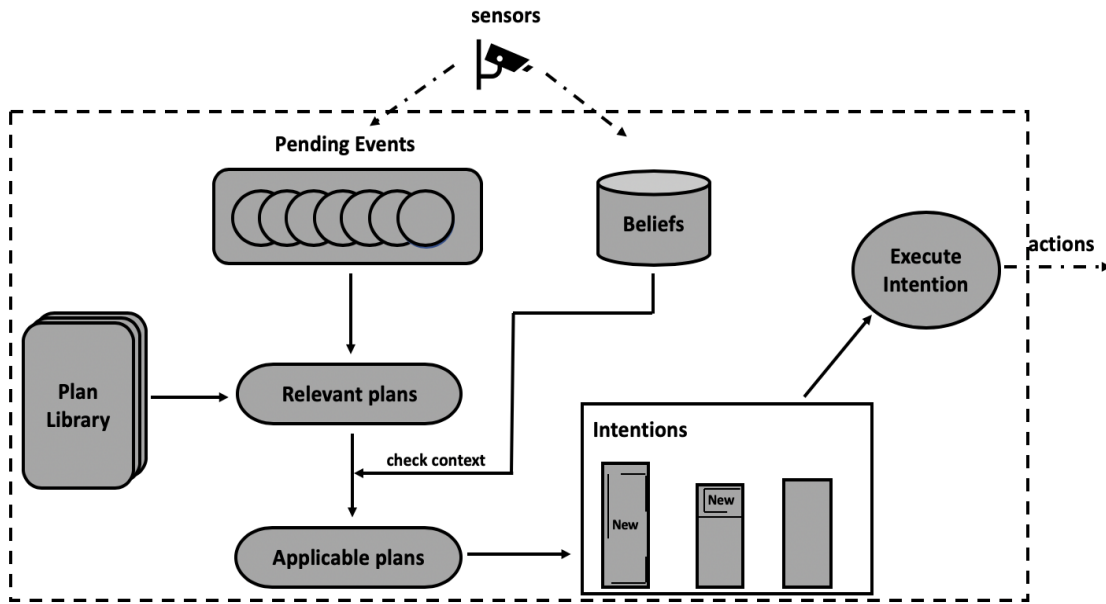 sensors
Pending Events
Beliefs
Execute
Intention
actions
Plan
Library
Relevant plans
check context
Intentions
New
New
Applicable plans